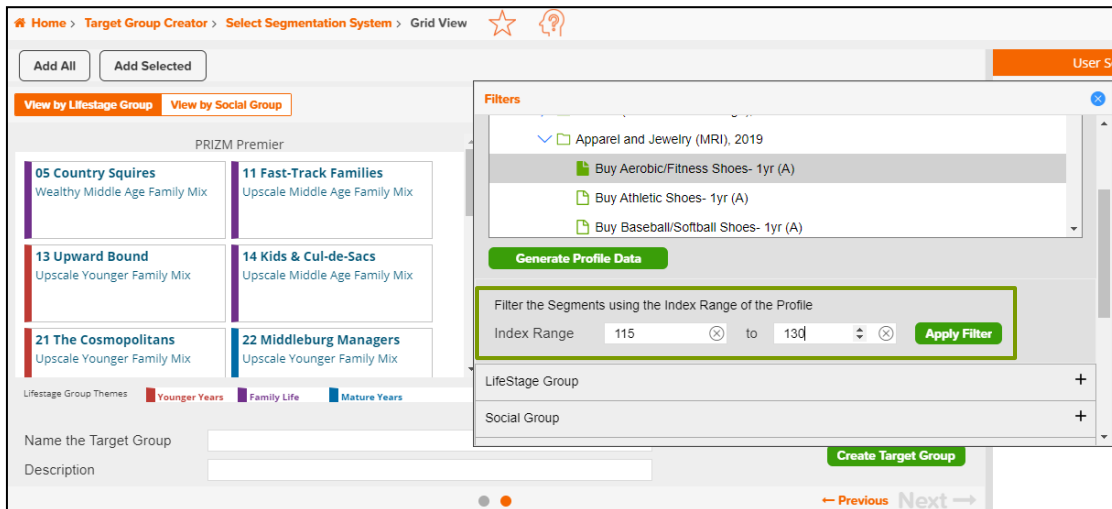 Home > Target Group Creator > Select Segmentation System > Grid View
Add All
Add Selected
User S
View by Lifestage Group
View by Social Group
PRIZM Premier
05 Country Squires
Wealthy Middle Age Family Mix
11 Fast-Track Families
Upscale Middle Age Family Mix
13 Upward Bound
Upscale Younger Family Mix
14 Kids & Cul-de-Sacs
Upscale Middle Age Family Mix
21 The Cosmopolitans
Upscale Younger Family Mix
22 Middleburg Managers
Upscale Younger Family Mix
Lifestage Group Themes
Younger Years
Family Life
Mature Years
Filters
Apparel and Jewelry (MRI), 2019
Buy Aerobic/Fitness Shoes- 1yr (A)
Buy Athletic Shoes- 1yr (A)
Buy Baseball/Softball Shoes- 1yr (A)
Generate Profile Data
Filter the Segments using the Index Range of the Profile
Index Range 115 to 130
Apply Filter
LifeStage Group
Social Group
Name the Target Group
Description
Create Target Group
← Previous
Next →